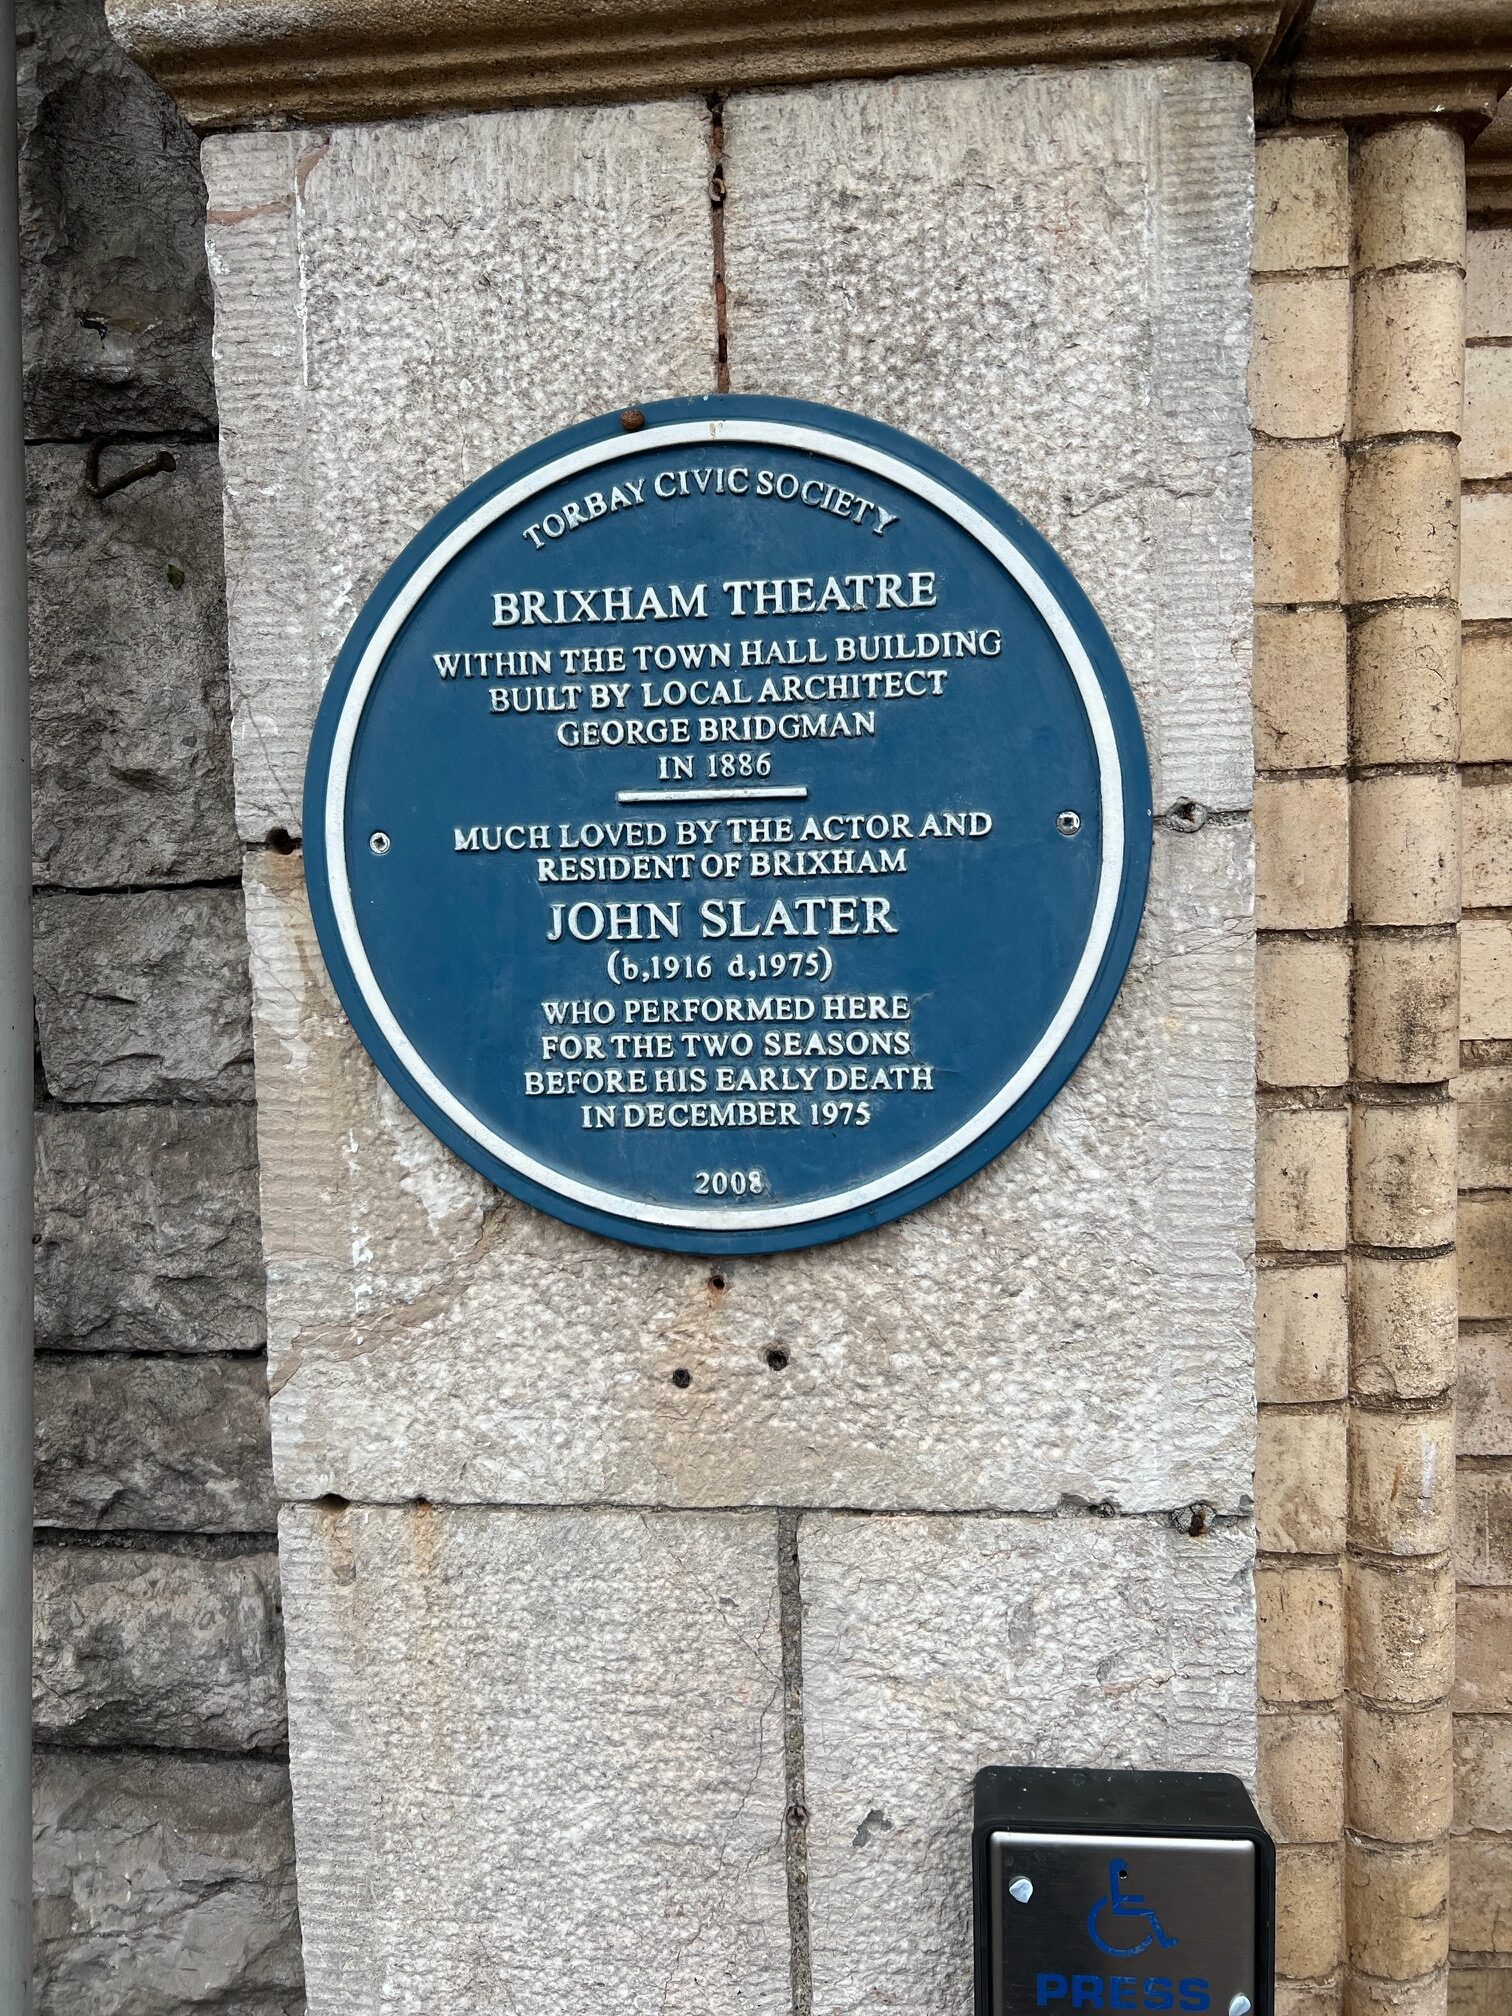 TORBAY CIVIC SOCIETY
BRIXHAM THEATRE
WITHIN THE TOWN HALL BUILDING
BUILT BY LOCAL ARCHITECT
GEORGE BRIDGMAN
IN 1886
MUCH LOVED BY THE ACTOR AND
RESIDENT OF BRIXHAM
JOHN SLATER
(b,1916 d,1975)
WHO PERFORMED HERE
FOR THE TWO SEASONS
BEFORE HIS EARLY DEATH
IN DECEMBER 1975
2008
PRESS